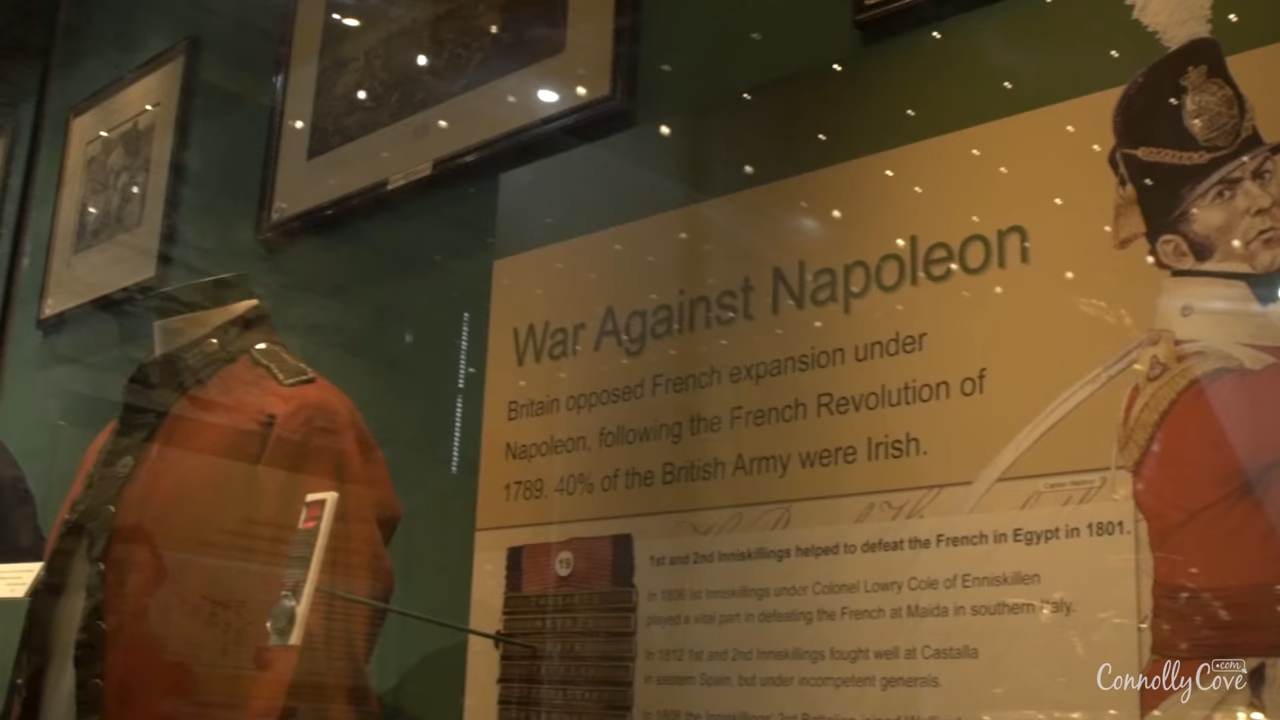 War Against Napoleon
Britain opposed French expansion under
Napoleon, following the French Revolution of
1789. 40% of the British Army were Irish.
1st and 2nd Inniskillings helped to defeat the French in Egypt in 1801.
In 1806 1st Inniskillings under Colonel Lowry Cole of Enniskillen
played a vital part in defeating the French at Maida in southern Italy.
In 1812 1st and 2nd Inniskillings fought well at Castalla
in eastern Spain, but under incompetent generals.
19
ConnollyCove.com